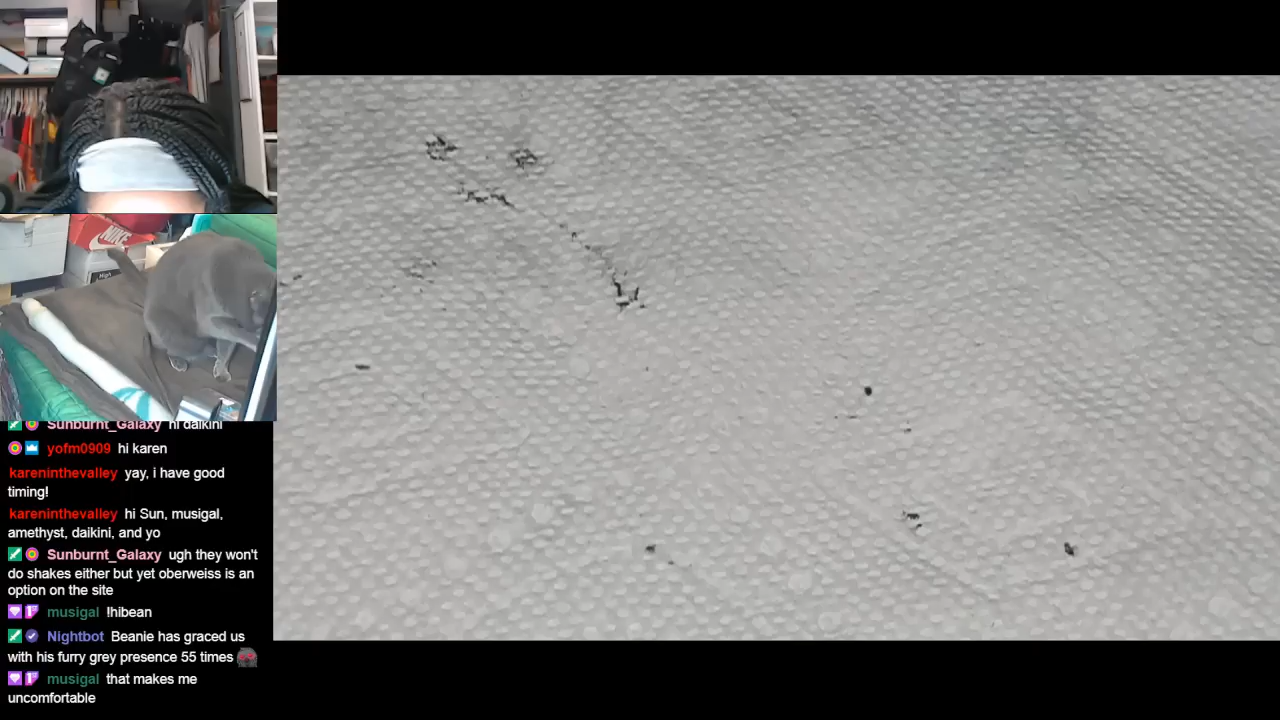 NIKE
High
Sunburnt_Galaxy hi daikini
yofm0909 hi karen
kareninthevalley yay, i have good
timing!
kareninthevalley hi Sun, musigal,
amethyst, daikini, and yo
Sunburnt_Galaxy ugh they won't
do shakes either but yet oberweiss is an
option on the site
musigal !hibean
Nightbot Beanie has graced us
with his furry grey presence 55 times
musigal that makes me
uncomfortable